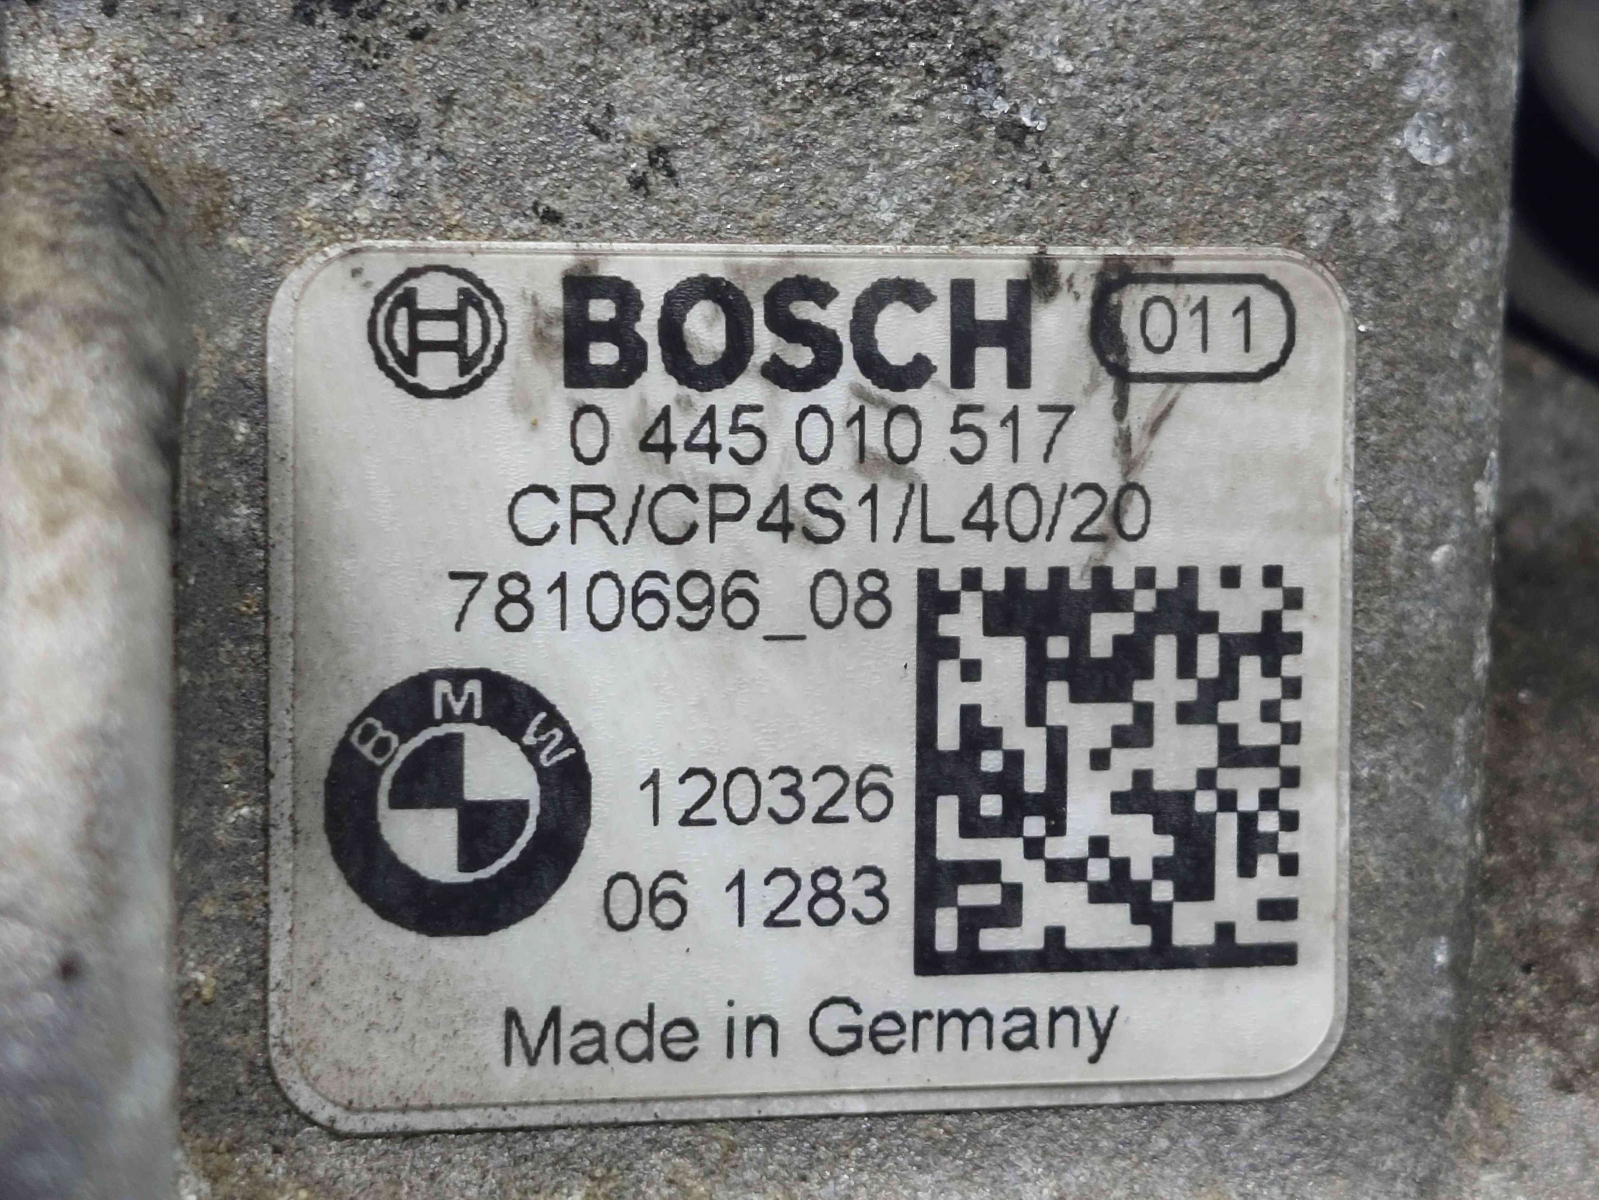 BOSCH 011
0 445 010 517
CR/CP4S1/L40/20
7810696_08
BMW
120326
06 1283
Made in Germany